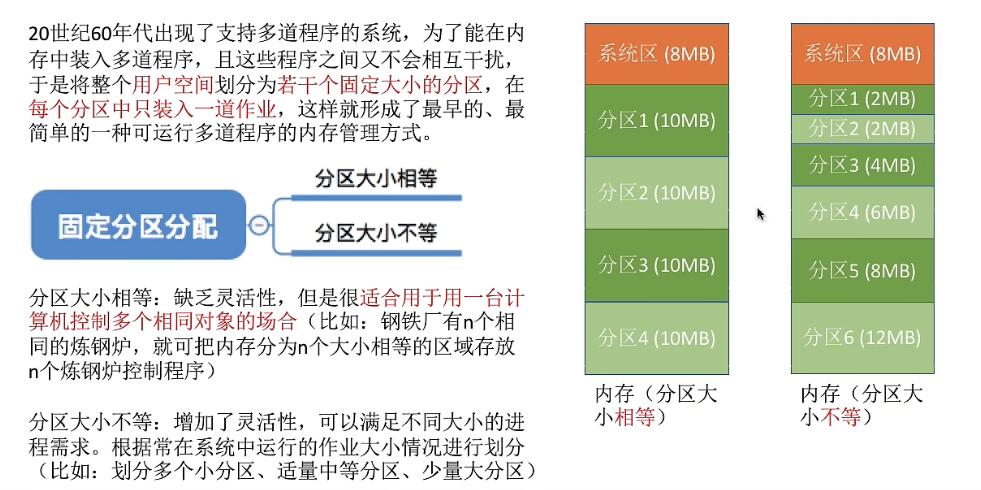 20世纪60年代出现了支持多道程序的系统，为了能在内
存中装入多道程序，且这些程序之间又不会相互干扰，
于是将整个用户空间划分为若干个固定大小的分区，在
每个分区中只装入一道作业，这样就形成了最早的、最
简单的一种可运行多道程序的内存管理方式。
固定分区分配
分区大小相等
分区大小不等
分区大小相等：缺乏灵活性，但是很适合用于用一台计
算机控制多个相同对象的场合（比如：钢铁厂有n个相
同的炼钢炉，就可把内存分为n个大小相等的区域存放
n个炼钢炉控制程序）
分区大小不等：增加了灵活性，可以满足不同大小的进
程需求。根据常在系统中运行的作业大小情况进行划分
（比如：划分多个小分区、适量中等分区、少量大分区）
系统区 (8MB)
分区1 (10MB)
分区2 (10MB)
分区3 (10MB)
分区4 (10MB)
内存（分区大
小相等）
系统区 (8MB)
分区1 (2MB)
分区2 (2MB)
分区3 (4MB)
分区4 (6MB)
分区5 (8MB)
分区6 (12MB)
内存（分区大
小不等）